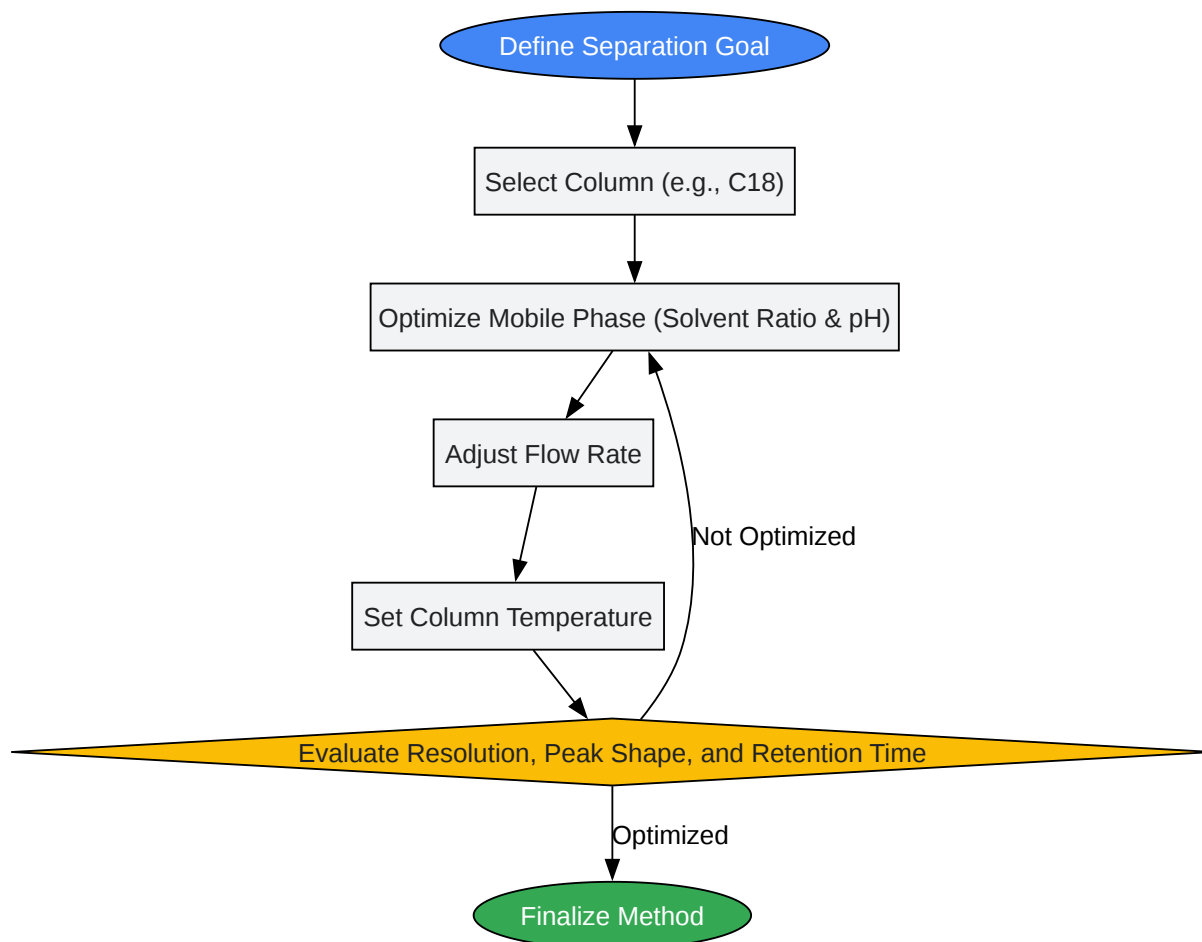 Define Separation Goal
Select Column (e.g., C18)
Optimize Mobile Phase (Solvent Ratio & pH)
Adjust Flow Rate
Not Optimized
Set Column Temperature
Evaluate Resolution, Peak Shape, and Retention Time
Optimized
Finalize Method